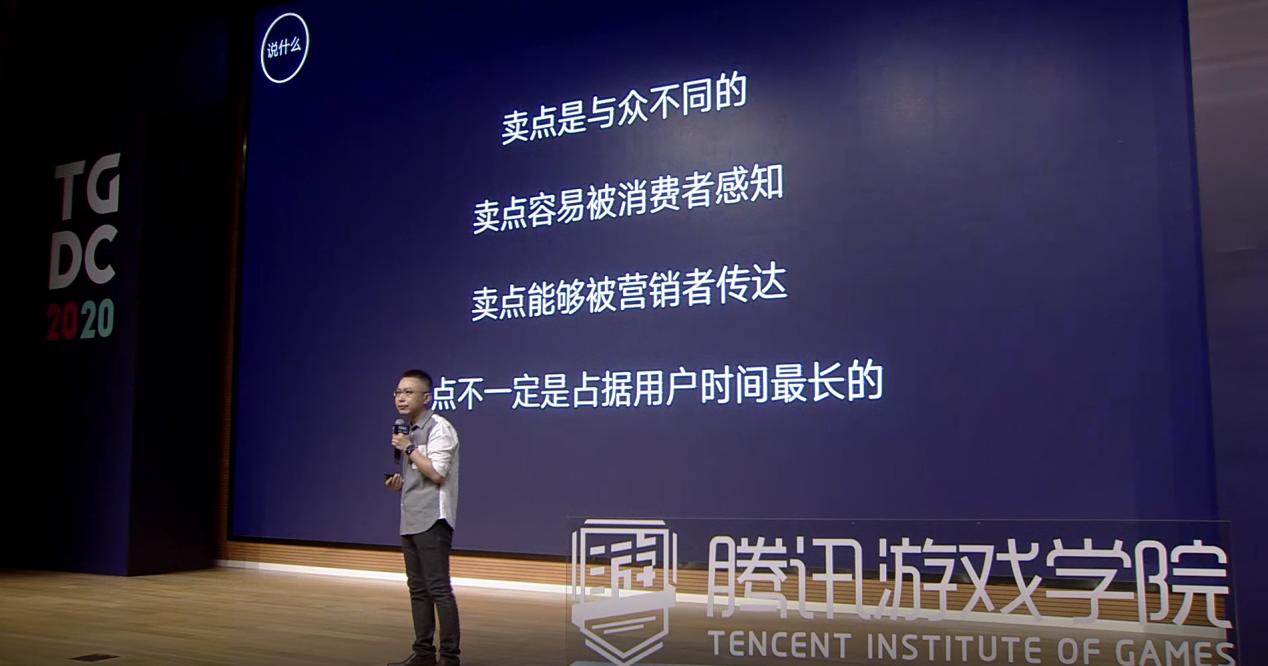 说什么
卖点是与众不同的
卖点容易被消费者感知
卖点能够被营销者传达
点不一定是占据用户时间最长的
TG
DC
2020
腾讯游戏学院
TENCENT INSTITUTE OF GAMES